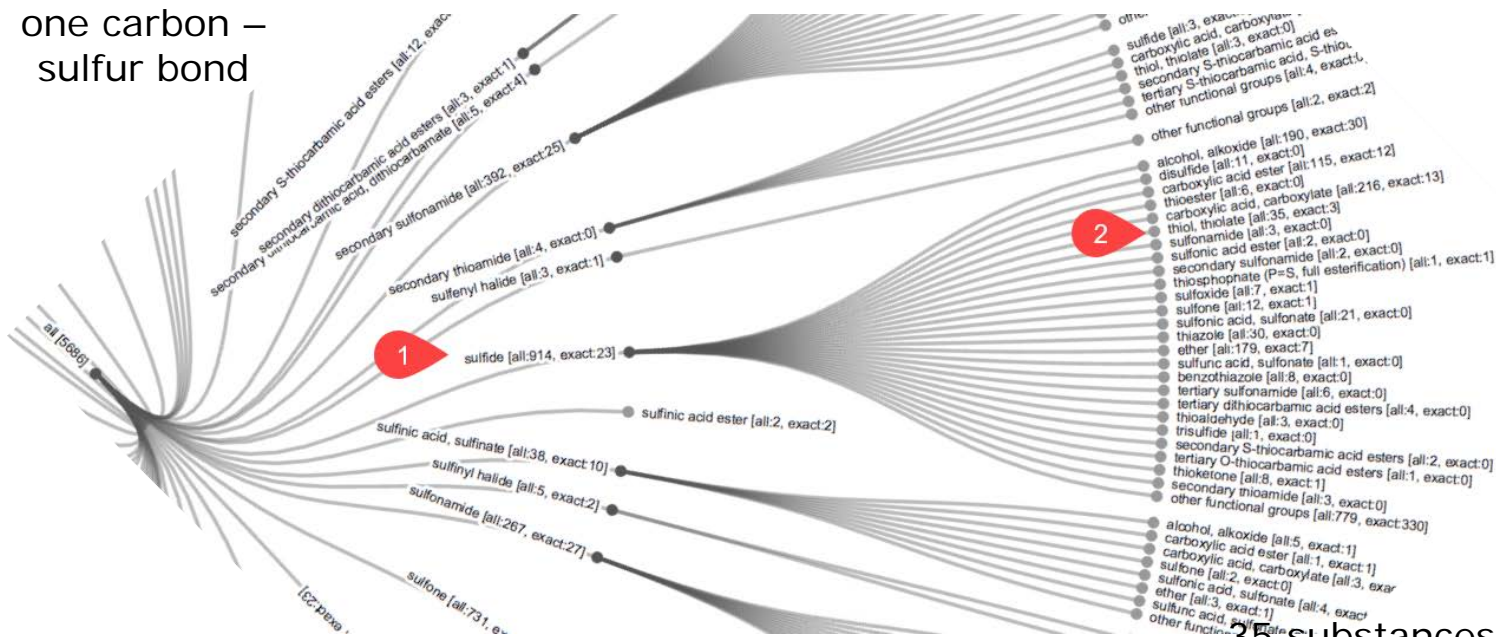 one carbon –
sulfur bond
secondary S-thiocarbamic acid esters [all:12,
secondary dithiocarbamic acid esters [all:3, exact:1]
dithiocarbamate [all:5, exact:4]
secondary sulfonamide [all:392, exact:25]
secondary thioamide [all:4, exact:0]
sulfenyl halide [all:3, exact:1]
all [5686]
1
sulfide [all:914, exact:23]
sulfinic acid ester [all:2, exact:2]
sulfinic acid, sulfinate [all:38, exact:10]
sulfinyl halide [all:5, exact:2]
sulfonamide [all:267, exact:27]
sulfone [all:731,
sulfide [all:3,
carboxylic acid, carboxylate
thiol, thiolate [all:3, exact:0]
secondary S-thiocarbamic acid
tertiary S-thiocarbamic acid,
other functional groups [all:4,
other functional groups [all:2, exact:2]
alcohol, alkoxide [all:190, exact:30]
disulfide [all:11, exact:0]
carboxylic acid ester [all:115, exact:12]
thioester [all:6, exact:0]
carboxylic acid, carboxylate [all:216, exact:13]
2
thiol, thiolate [all:35, exact:3]
sulfonamide [all:3, exact:0]
sulfonic acid ester [all:2, exact:0]
secondary sulfonamide [all:2, exact:0]
thiosphophate (P=S, full esterification) [all:1, exact:1]
sulfoxide [all:7, exact:1]
sulfone [all:12, exact:1]
sulfonic acid, sulfonate [all:21, exact:0]
thiazole [all:30, exact:0]
ether [all:179, exact:7]
sulfuric acid, sulfonate [all:1, exact:0]
benzothiazole [all:8, exact:0]
tertiary sulfonamide [all:6, exact:0]
tertiary dithiocarbamic acid esters [all:4, exact:0]
thioaldehyde [all:3, exact:0]
trisulfide [all:1, exact:0]
secondary S-thiocarbamic acid esters [all:2, exact:0]
tertiary O-thiocarbamic acid esters [all:1, exact:0]
thioketone [all:8, exact:1]
secondary thioamide [all:3, exact:0]
other functional groups [all:779, exact:330]
alcohol, alkoxide [all:5, exact:1]
carboxylic acid ester [all:1, exact:1]
carboxylic acid, carboxylate [all:3,
sulfone [all:2, exact:0]
sulfonic acid, sulfonate [all:4,
ether [all:3, exact:1]
35 substances